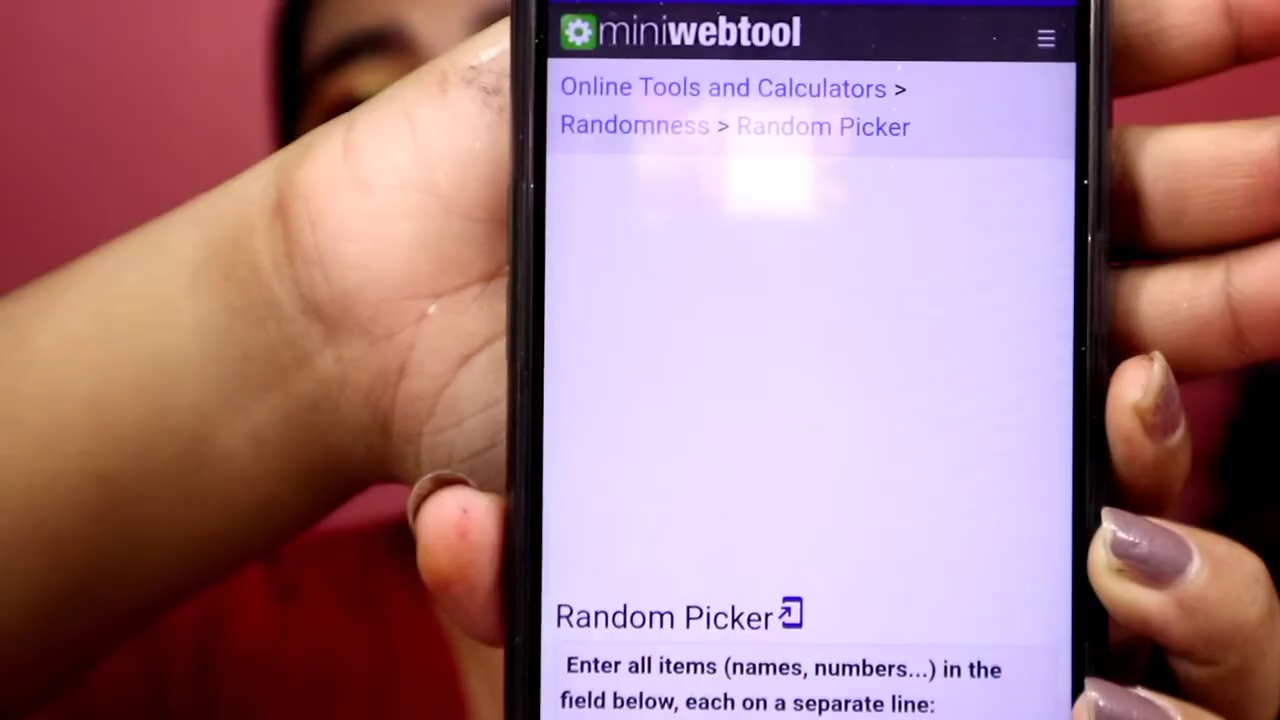 miniwebtool
Online Tools and Calculators >
Randomness > Random Picker
Random Picker
Enter all items (names, numbers...) in the
field below, each on a separate line: